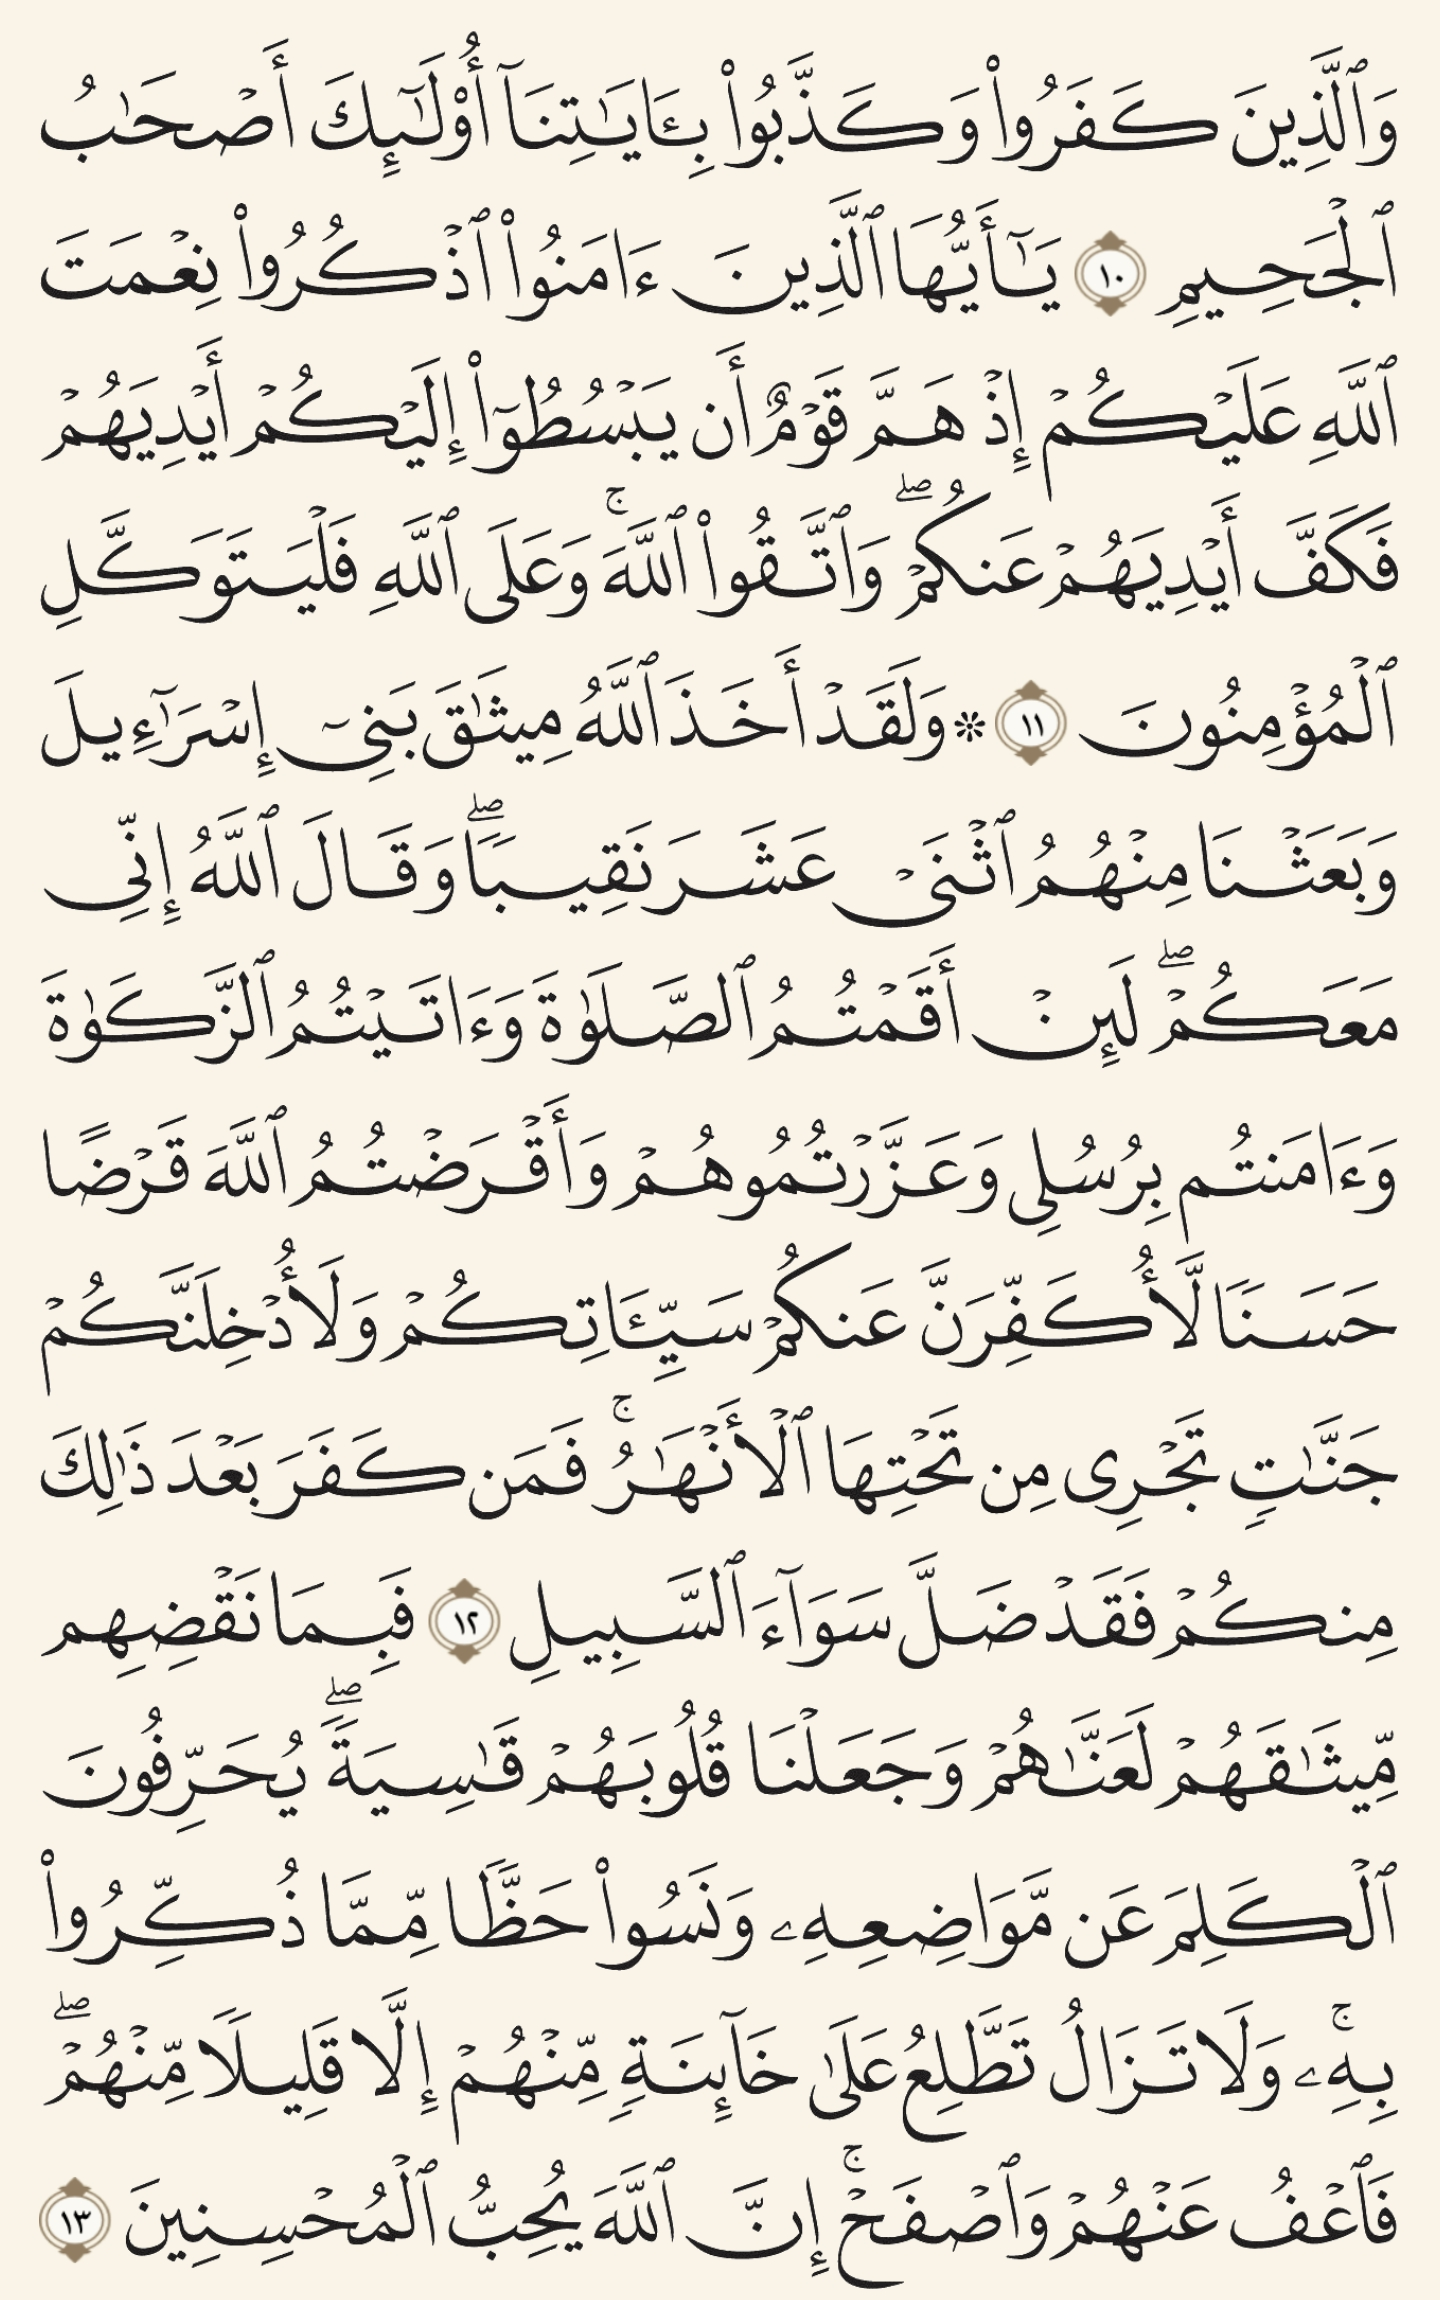 وَٱلَّذِينَ كَفَرُوا۟ وَكَذَّبُوا۟ بِـَٔايَـٰتِنَآ أُو۟لَـٰٓئِكَ أَصْحَـٰبُ
ٱلْجَحِيمِ ١٠ يَـٰٓأَيُّهَا ٱلَّذِينَ ءَامَنُوا۟ ٱذْكُرُوا۟ نِعْمَتَ
ٱللَّهِ عَلَيْكُمْ إِذْ هَمَّ قَوْمٌ أَن يَبْسُطُوٓا۟ إِلَيْكُمْ أَيْدِيَهُمْ
فَكَفَّ أَيْدِيَهُمْ عَنكُمْ ۖ وَٱتَّقُوا۟ ٱللَّهَ ۚ وَعَلَى ٱللَّهِ فَلْيَتَوَكَّلِ
ٱلْمُؤْمِنُونَ ١١ ۞ وَلَقَدْ أَخَذَ ٱللَّهُ مِيثَـٰقَ بَنِىٓ إِسْرَٰٓءِيلَ
وَبَعَثْنَا مِنْهُمُ ٱثْنَىْ عَشَرَ نَقِيبًا ۖ وَقَالَ ٱللَّهُ إِنِّى
مَعَكُمْ ۖ لَئِنْ أَقَمْتُمُ ٱلصَّلَوٰةَ وَءَاتَيْتُمُ ٱلزَّكَوٰةَ
وَءَامَنتُم بِرُسُلِى وَعَزَّرْتُمُوهُمْ وَأَقْرَضْتُمُ ٱللَّهَ قَرْضًا
حَسَنًا لَّأُكَفِّرَنَّ عَنكُمْ سَيِّـَٔاتِكُمْ وَلَأُدْخِلَنَّكُمْ
جَنَّـٰتٍ تَجْرِى مِن تَحْتِهَا ٱلْأَنْهَـٰرُ ۚ فَمَن كَفَرَ بَعْدَ ذَٰلِكَ
مِنكُمْ فَقَدْ ضَلَّ سَوَآءَ ٱلسَّبِيلِ ١٢ فَبِمَا نَقْضِهِم
مِّيثَـٰقَهُمْ لَعَنَّـٰهُمْ وَجَعَلْنَا قُلُوبَهُمْ قَـٰسِيَةً ۖ يُحَرِّفُونَ
ٱلْكَلِمَ عَن مَّوَاضِعِهِۦ وَنَسُوا۟ حَظًّا مِّمَّا ذُكِّرُوا۟
بِهِۦ ۚ وَلَا تَزَالُ تَطَّلِعُ عَلَىٰ خَآئِنَةٍ مِّنْهُمْ إِلَّا قَلِيلًا مِّنْهُمْ ۖ
فَٱعْفُ عَنْهُمْ وَٱصْفَحْ ۚ إِنَّ ٱللَّهَ يُحِبُّ ٱلْمُحْسِنِينَ ١٣